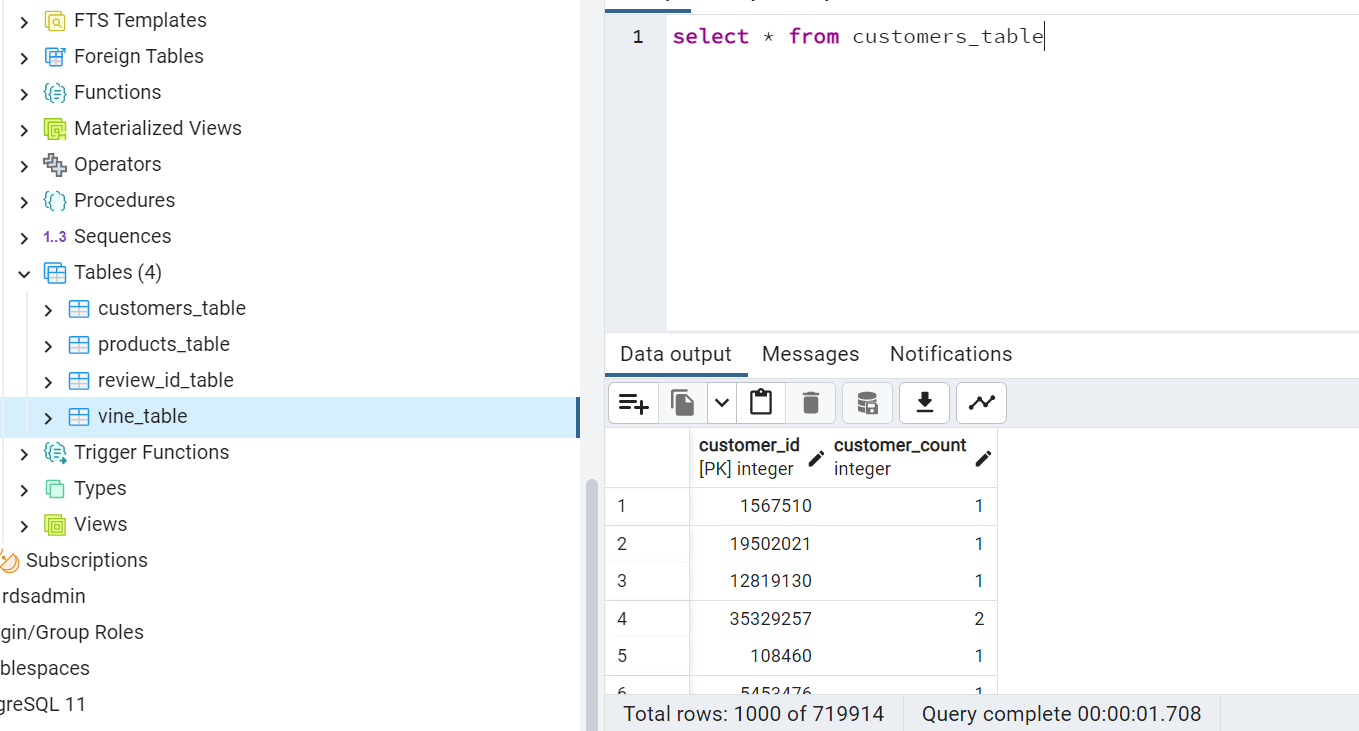 FTS Templates
Foreign Tables
Functions
Materialized Views
Operators
Procedures
1..3 Sequences
Tables (4)
customers_table
products_table
review_id_table
vine_table
Trigger Functions
Types
Views
Subscriptions
rdsadmin
gin/Group Roles
blespaces
greSQL 11
1 select * from customers_table
Data output Messages Notifications
customer_id customer_count
[PK] integer integer
1 1567510 1
2 19502021 1
3 12819130 1
4 35329257 2
5 108460 1
6 5453476 1
Total rows: 1000 of 719914 Query complete 00:00:01.708